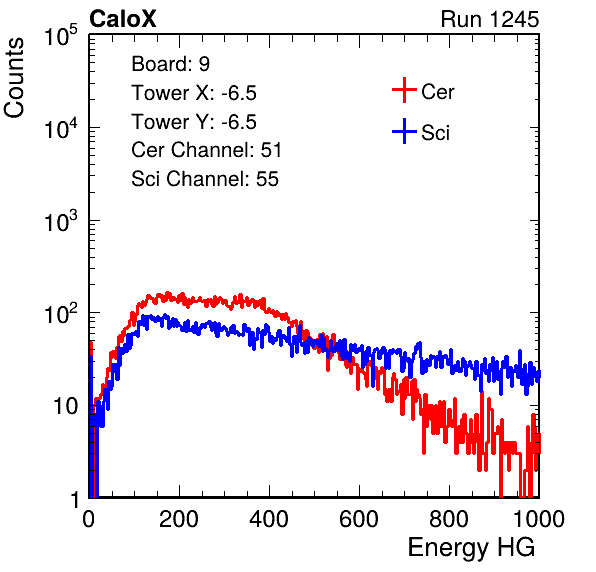 CaloX Run 1245
Counts
10^5
10^4
10^3
10^2
10
1
Board: 9
Tower X: -6.5
Tower Y: -6.5
Cer Channel: 51
Sci Channel: 55
Cer
Sci
0 200 400 600 800 1000
Energy HG